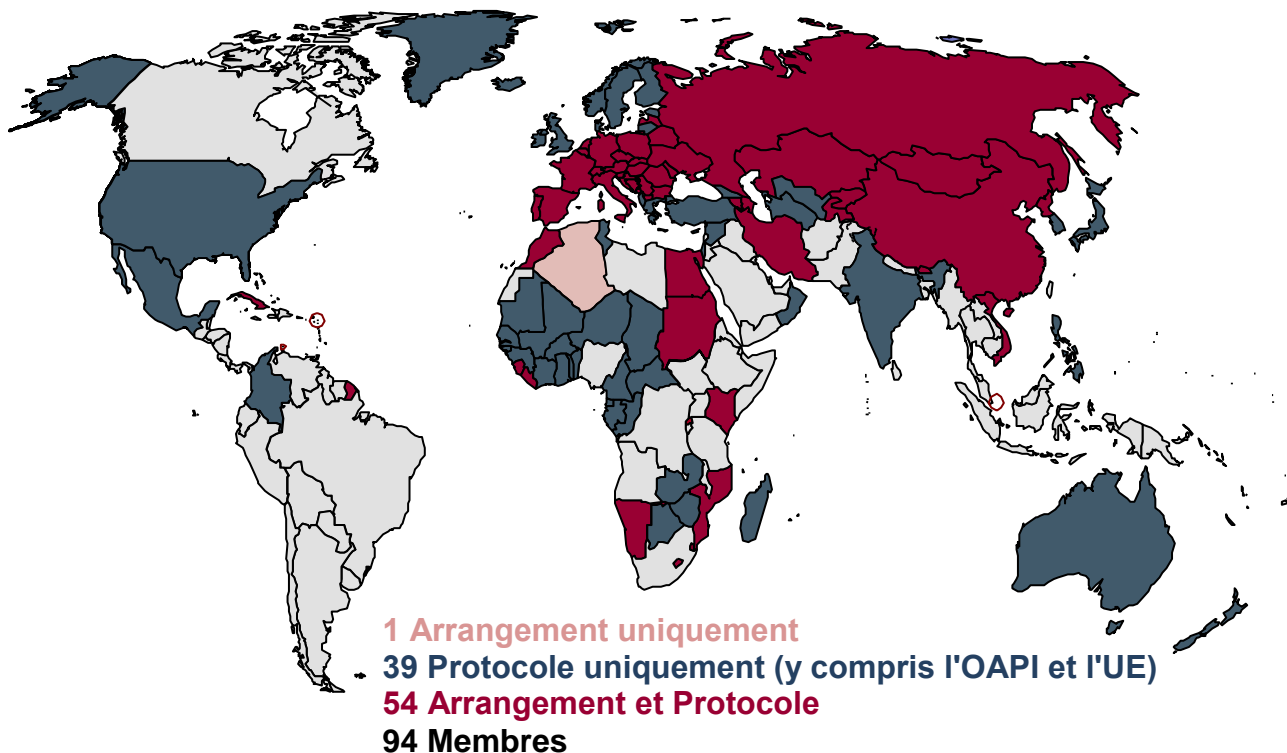 1 Arrangement uniquement
39 Protocole uniquement (y compris l'OAPI et l'UE)
54 Arrangement et Protocole
94 Membres